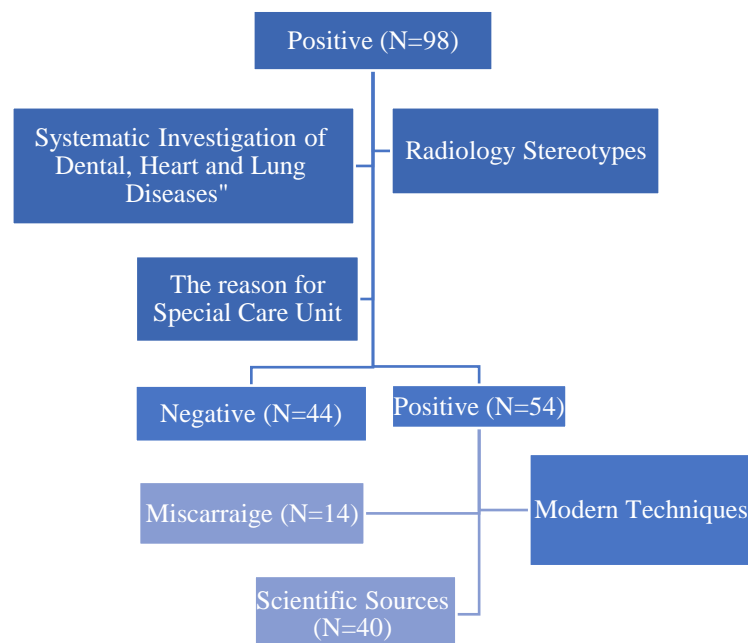 Positive (N=98)
Systematic Investigation of
Dental, Heart and Lung
Diseases"
Radiology Stereotypes
The reason for
Special Care Unit
Negative (N=44)
Positive (N=54)
Miscarraige (N=14)
Modern Techniques
Scientific Sources
(N=40)